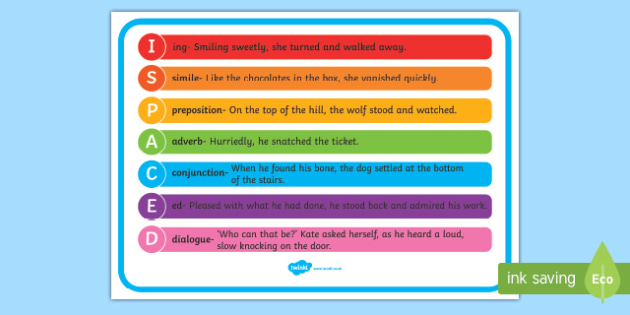 I
ing- Smiling sweetly, she turned and walked away.
S
simile- Like the chocolates in the box, she vanished quickly.
P
preposition- On the top of the hill, the wolf stood and watched.
A
adverb- Hurriedly, he snatched the ticket.
C
conjunction- When he found his bone, the dog settled at the bottom
of the stairs.
E
ed- Pleased with what he had done, he stood back and admired his work.
D
dialogue- 'Who can that be?' Kate asked herself, as he heard a loud,
slow knocking on the door.
twinkl www.twinkl.co.uk
ink saving Eco